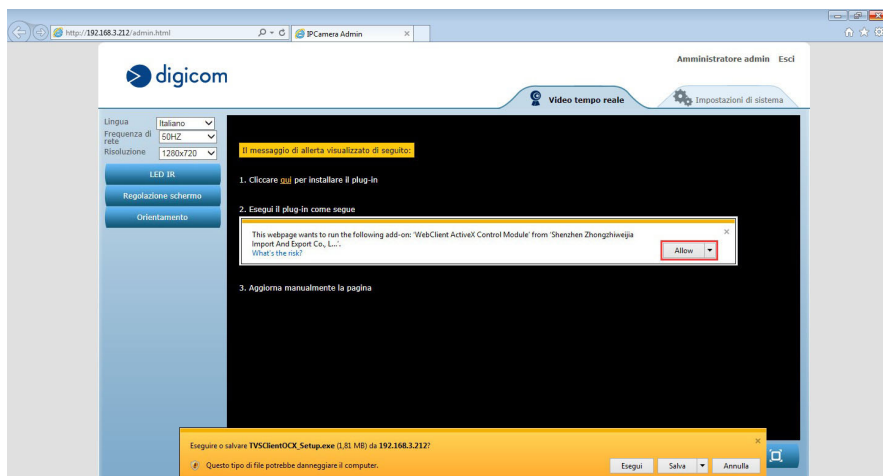 http://192.168.3.212/admin.html
IPCamera Admin
digicom
Amministratore admin Esci
Video tempo reale
Impostazioni di sistema
Lingua
Italiano
Frequenza di rete
50HZ
Risoluzione
1280x720
LED IR
Regolazione schermo
Orientamento
Il messaggio di allerta visualizzato di seguito:
1. Cliccare qui per installare il plug-in
2. Esegui il plug-in come segue
This webpage wants to run the following add-on: 'WebClient ActiveX Control Module' from 'Shenzhen Zhongzhiweijia
Import And Export Co., L...'.
What's the risk?
Allow
3. Aggiorna manualmente la pagina
Eseguire o salvare TVSClientOCX_Setup.exe (1,81 MB) da 192.168.3.212?
Questo tipo di file potrebbe danneggiare il computer.
Esegui
Salva
Annulla